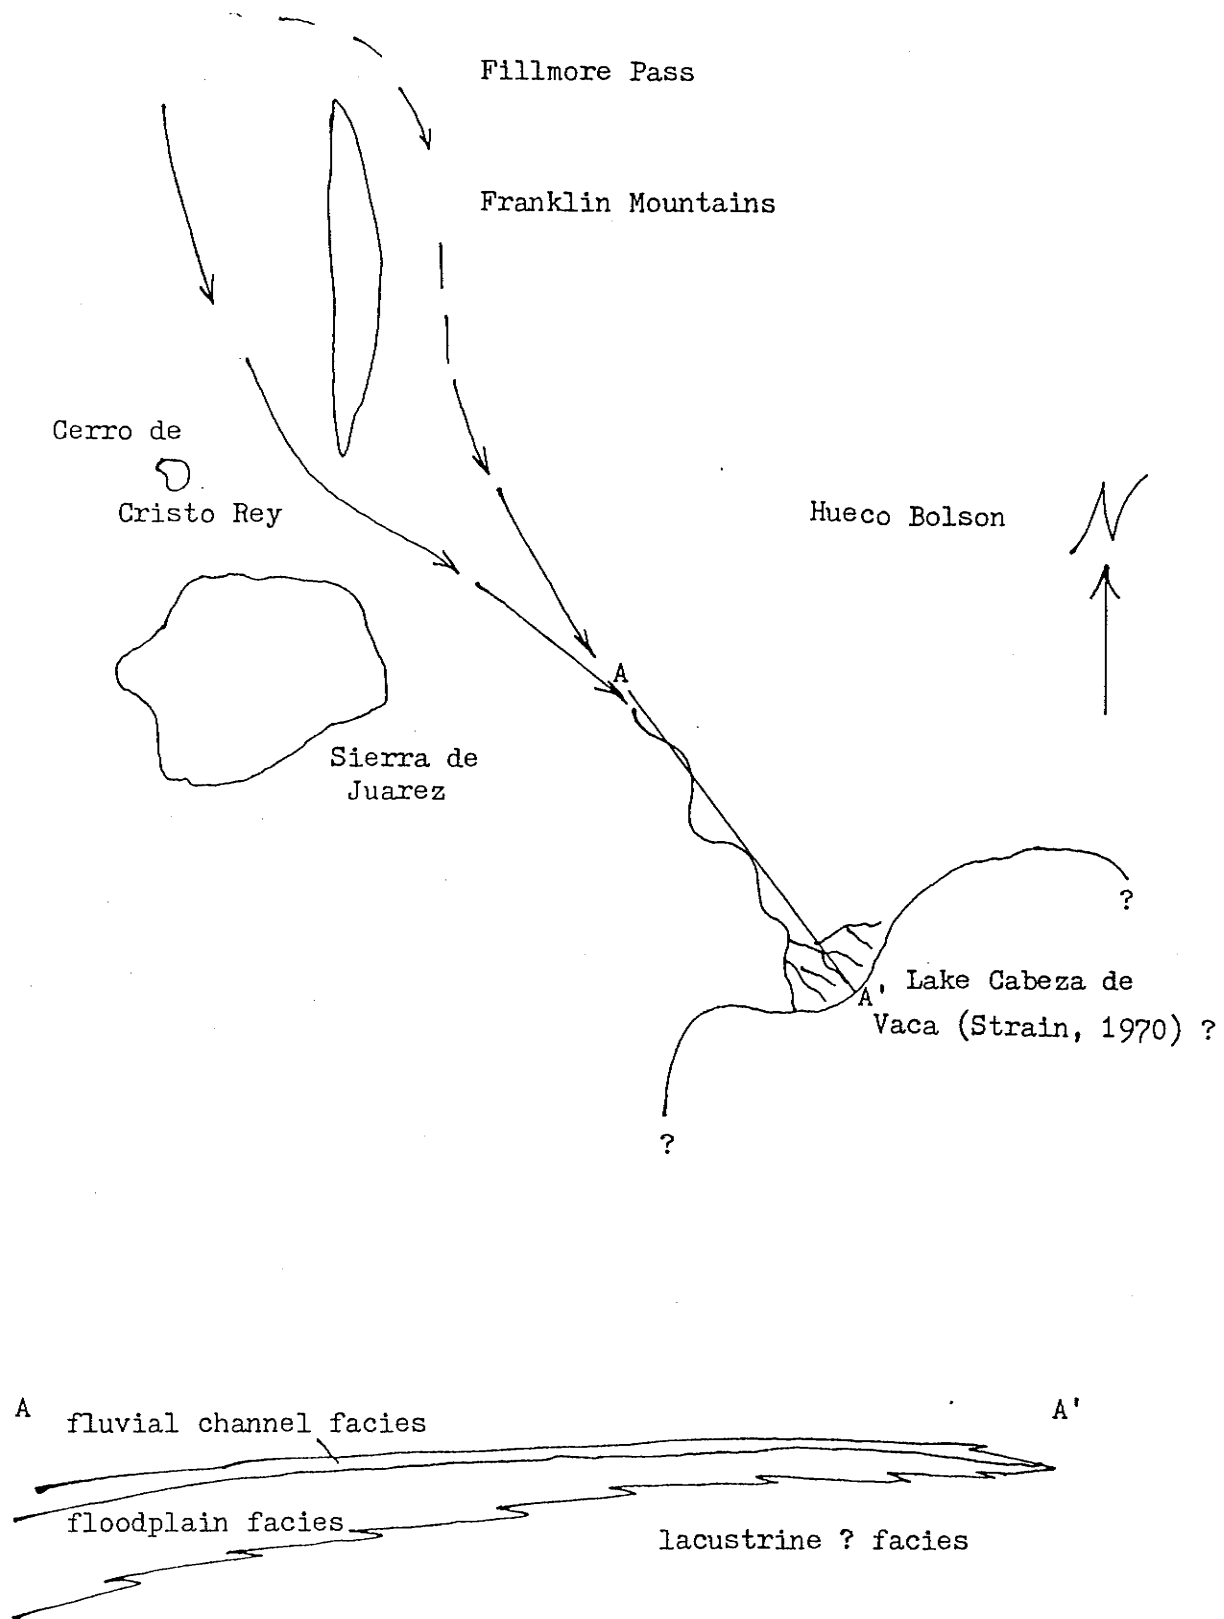 Fillmore Pass
Franklin Mountains
Cerro de
Cristo Rey
Hueco Bolson
N
A
Sierra de
Juarez
?
A' Lake Cabeza de
Vaca (Strain, 1970) ?
?
A
A'
fluvial channel facies
floodplain facies
lacustrine ? facies